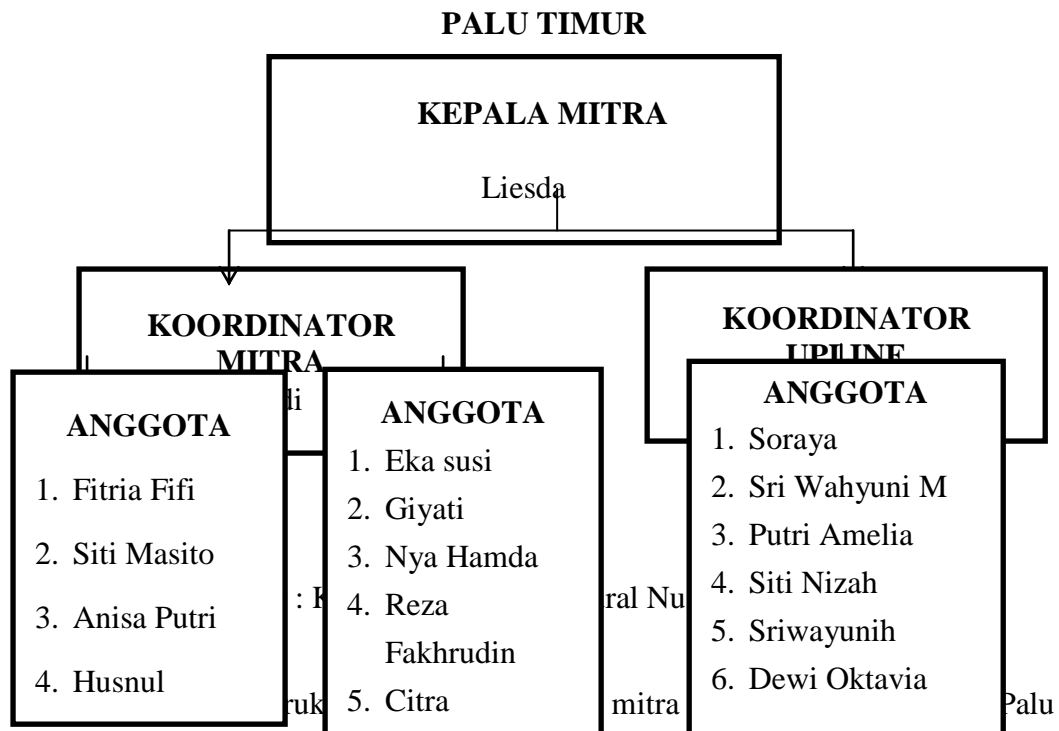 PALU TIMUR
KEPALA MITRA
Liesda
KOORDINATOR
MITRA
KOORDINATOR
UPLINE
ANGGOTA
1. Fitria Fifi
2. Siti Masito
3. Anisa Putri
4. Husnul
ANGGOTA
1. Eka susi
2. Giyati
3. Nya Hamda
4. Reza
Fakhrudin
5. Citra
ANGGOTA
1. Soraya
2. Sri Wahyuni M
3. Putri Amelia
4. Siti Nizah
5. Sriwayunih
6. Dewi Oktavia
mitra Palu